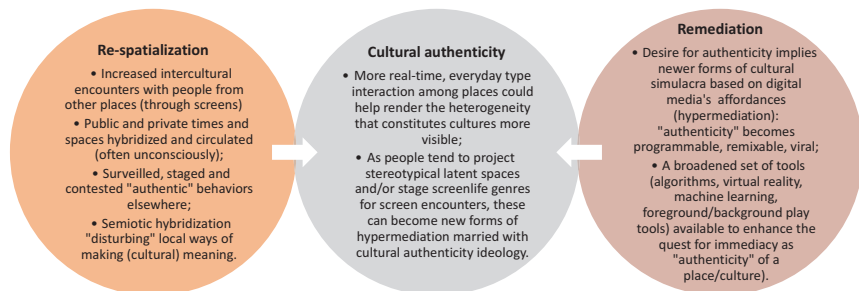 Re-spatialization
• Increased intercultural
encounters with people from
other places (through screens)
• Public and private times and
spaces hybridized and circulated
(often unconsciously);
• Surveilled, staged and
contested "authentic" behaviors
elsewhere;
• Semiotic hybridization
"disturbing" local ways of
making (cultural) meaning.
Cultural authenticity
• More real-time, everyday type
interaction among places could
help render the heterogeneity
that constitutes cultures more
visible;
• As people tend to project
stereotypical latent spaces
and/or stage screenlife genres
for screen encounters, these
can become new forms of
hypermediation married with
cultural authenticity ideology.
Remediation
• Desire for authenticity implies
newer forms of cultural
simulacra based on digital
media's affordances
(hypermediation):
"authenticity" becomes
programmable, remixable, viral;
• A broadened set of tools
(algorithms, virtual reality,
machine learning,
foreground/background play
tools) available to enhance the
quest for immediacy as
"authenticity" of a
place/culture).